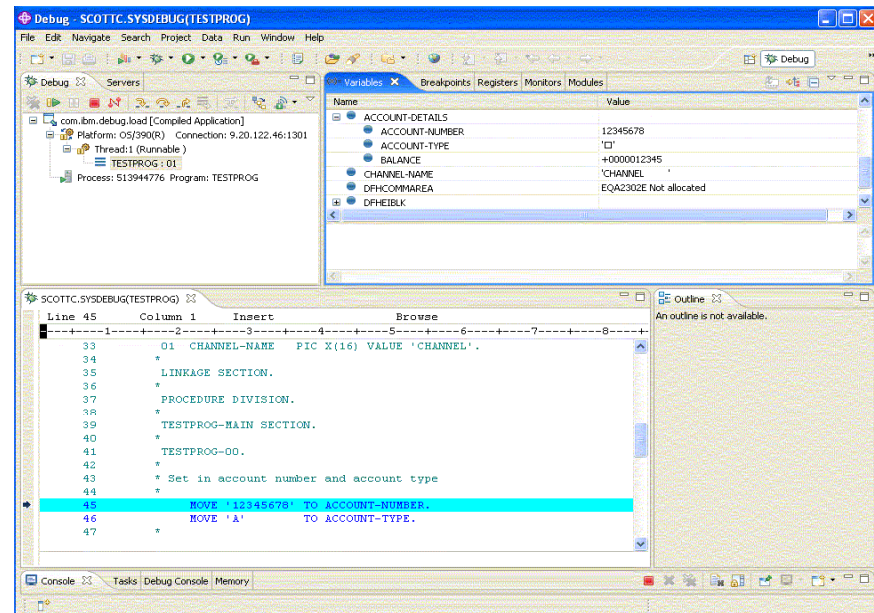 Debug - SCOTTC.SYSDEBUG(TESTPROG)
File Edit Navigate Search Project Data Run Window Help
Debug
»
Debug Servers
com.ibm.debug.load [Compiled Application]
Platform: OS/390(R) Connection: 9.20.122.46:1301
Thread:1 (Runnable )
TESTPROG : 01
Process: 513944776 Program: TESTPROG
Variables Breakpoints Registers Monitors Modules
Name Value
ACCOUNT-DETAILS
ACCOUNT-NUMBER 12345678
ACCOUNT-TYPE '□'
BALANCE +0000012345
CHANNEL-NAME 'CHANNEL '
DFHCOMMAREA EQA2302E Not allocated
DFHEIBLK
SCOTTC.SYSDEBUG(TESTPROG)
Line 45 Column 1 Insert Browse
----+----1----+----2----+----3----+----4----+----5----+----6----+----7----+----8----+-
33 01 CHANNEL-NAME PIC X(16) VALUE 'CHANNEL'.
34 *
35 LINKAGE SECTION.
36 *
37 PROCEDURE DIVISION.
38 *
39 TESTPROG-MAIN SECTION.
40 *
41 TESTPROG-00.
42 *
43 * Set in account number and account type
44 *
45 MOVE '12345678' TO ACCOUNT-NUMBER.
46 MOVE 'A' TO ACCOUNT-TYPE.
47 *
Outline
An outline is not available.
Console Tasks Debug Console Memory